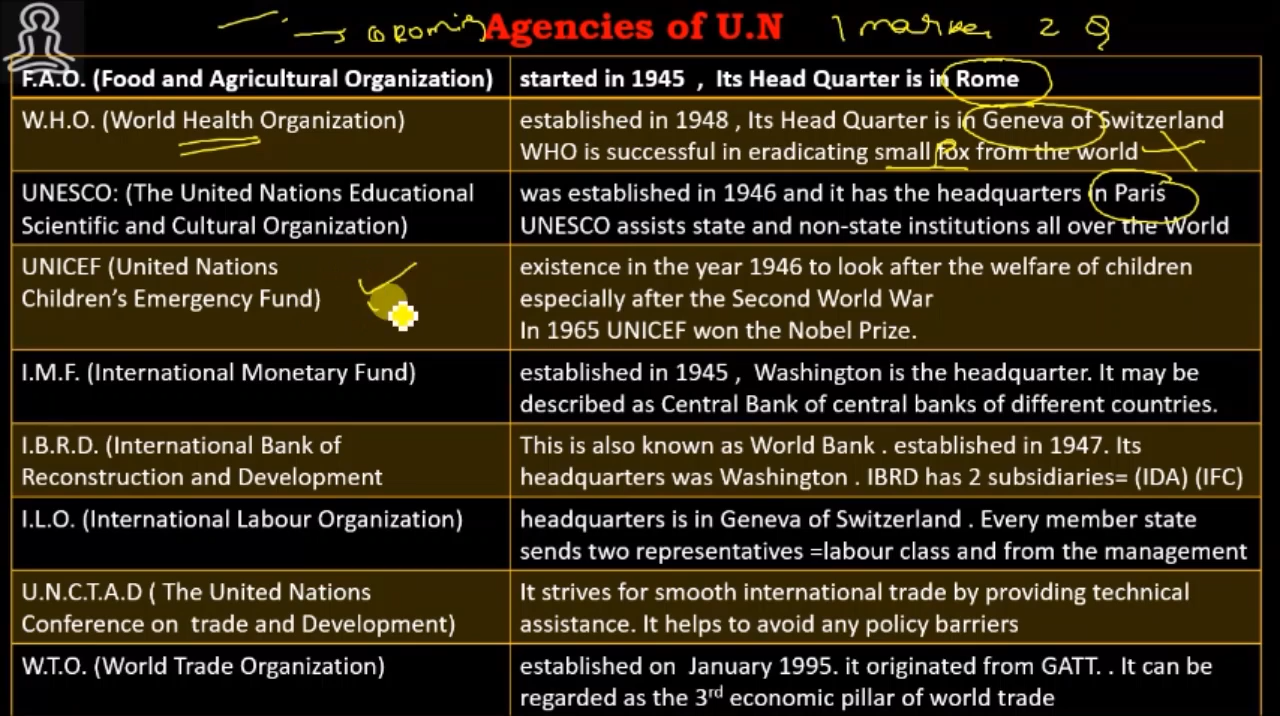 Agencies of U.N 1 marker 2 Q
F.A.O. (Food and Agricultural Organization)
started in 1945 , Its Head Quarter is in Rome
W.H.O. (World Health Organization)
established in 1948 , Its Head Quarter is in Geneva of Switzerland
WHO is successful in eradicating small fox from the world
UNESCO: (The United Nations Educational
Scientific and Cultural Organization)
was established in 1946 and it has the headquarters in Paris
UNESCO assists state and non-state institutions all over the World
UNICEF (United Nations
Children’s Emergency Fund)
existence in the year 1946 to look after the welfare of children
especially after the Second World War
In 1965 UNICEF won the Nobel Prize.
I.M.F. (International Monetary Fund)
established in 1945 , Washington is the headquarter. It may be
described as Central Bank of central banks of different countries.
I.B.R.D. (International Bank of
Reconstruction and Development
This is also known as World Bank . established in 1947. Its
headquarters was Washington . IBRD has 2 subsidiaries= (IDA) (IFC)
I.L.O. (International Labour Organization)
headquarters is in Geneva of Switzerland . Every member state
sends two representatives =labour class and from the management
U.N.C.T.A.D ( The United Nations
Conference on trade and Development)
It strives for smooth international trade by providing technical
assistance. It helps to avoid any policy barriers
W.T.O. (World Trade Organization)
established on January 1995. it originated from GATT. . It can be
regarded as the 3rd economic pillar of world trade